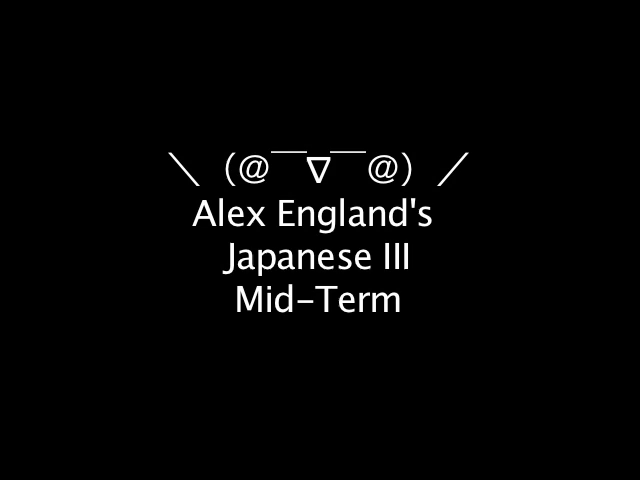 ＼（@￣∇￣@）／
Alex England's
Japanese III
Mid-Term